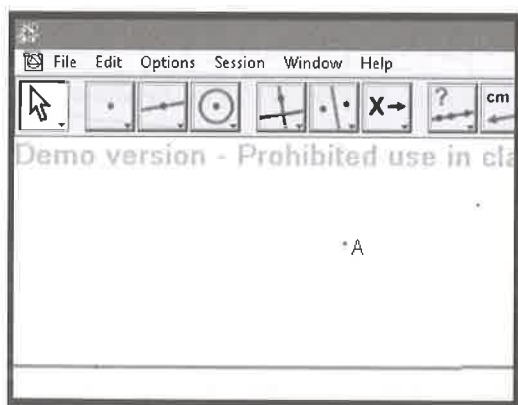 File Edit Options Session Window Help
X
? cm
Demo version - Prohibited use in cla
A